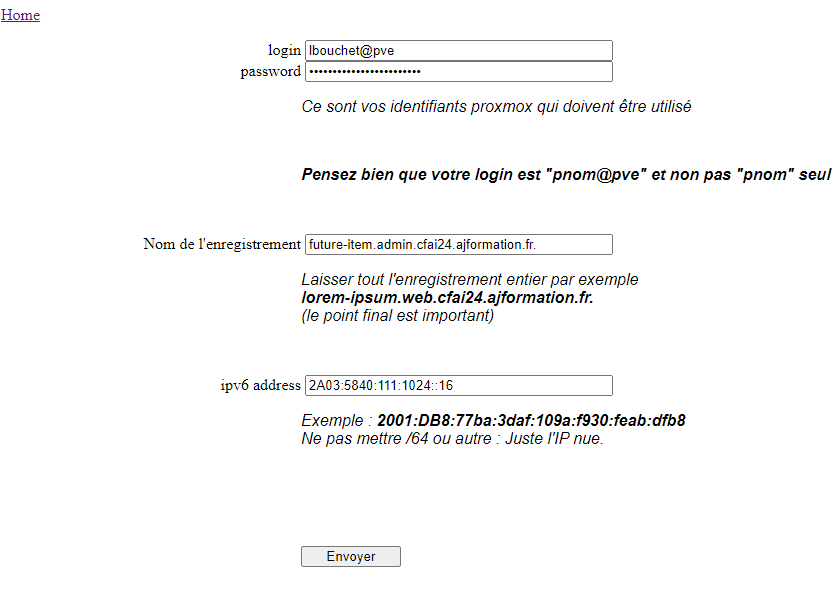 Home
login lbouchet@pve
password ••••••••••••••••••••••••
Ce sont vos identifiants proxmox qui doivent être utilisé
Pensez bien que votre login est "pnom@pve" et non pas "pnom" seul
Nom de l'enregistrement future-item.admin.cfai24.ajformation.fr.
Laisser tout l'enregistrement entier par exemple
lorem-ipsum.web.cfai24.ajformation.fr.
(le point final est important)
ipv6 address 2A03:5840:111:1024::16
Exemple : 2001:DB8:77ba:3daf:109a:f930:feab:dfb8
Ne pas mettre /64 ou autre : Juste l'IP nue.
Envoyer